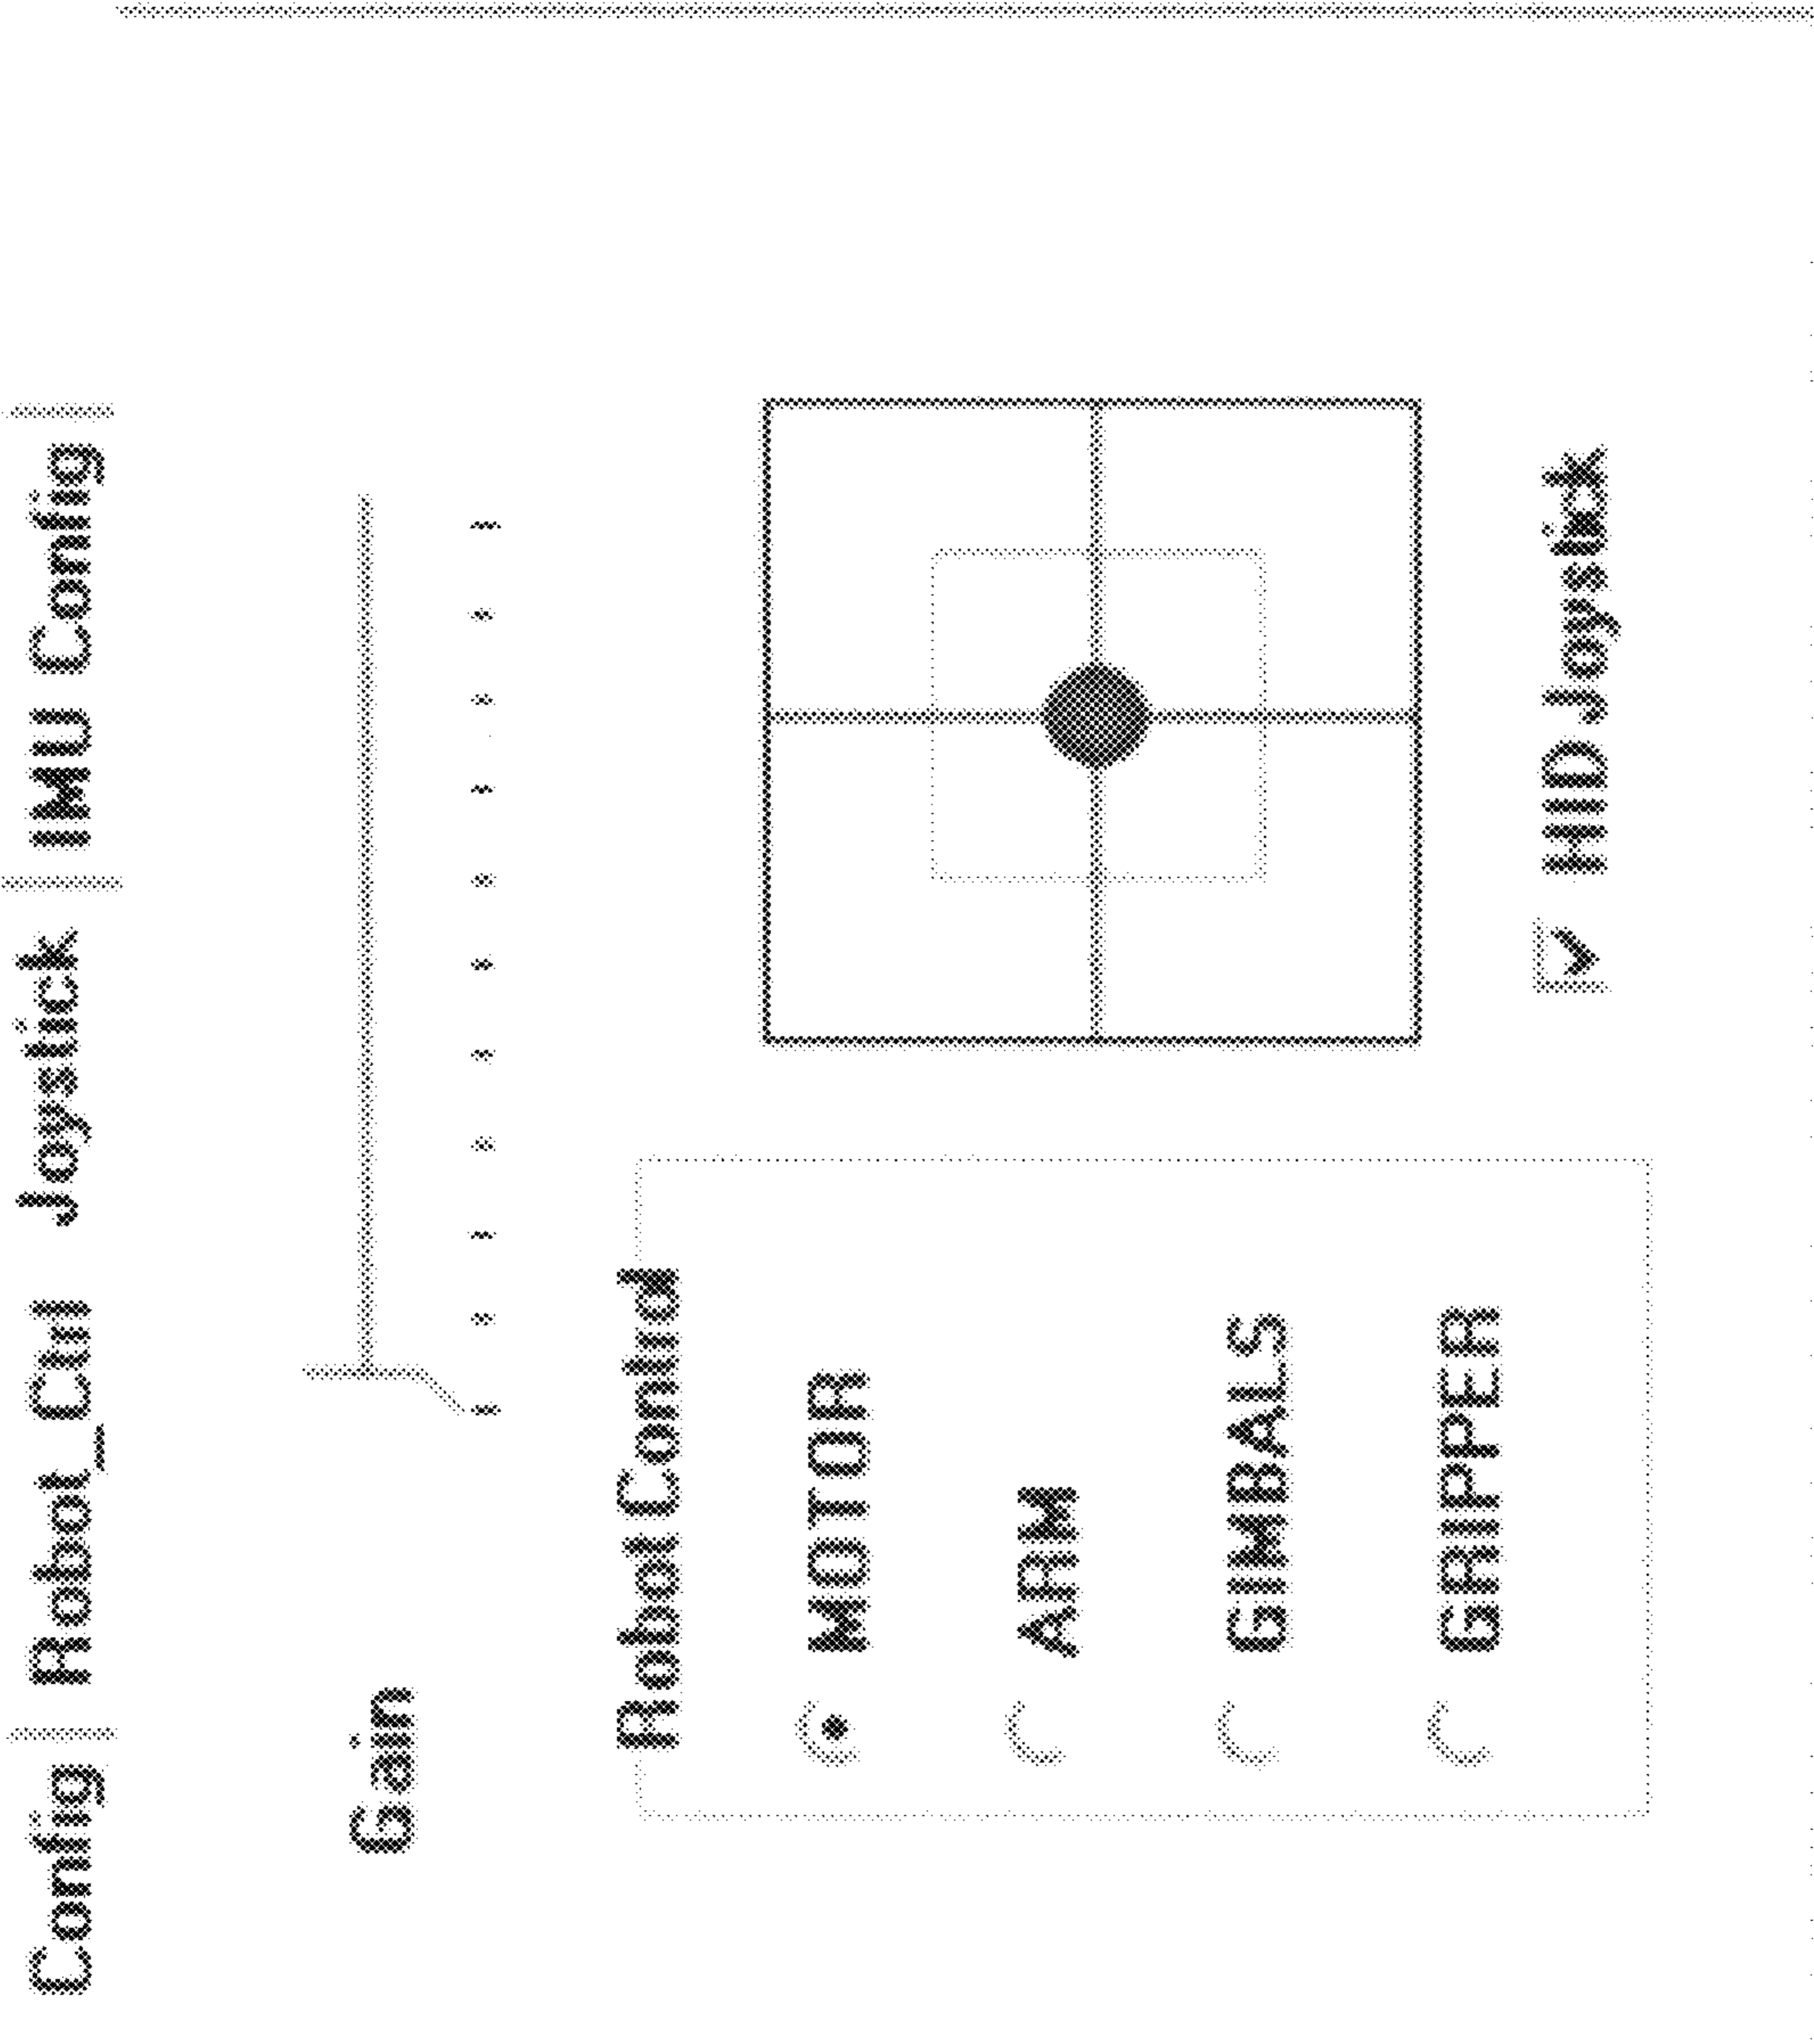 Config Robot_Ctrl Joystick IMU Config
Gain
Robot Control
MOTOR
ARM
GIMBALS
GRIPPER
HID Joystick